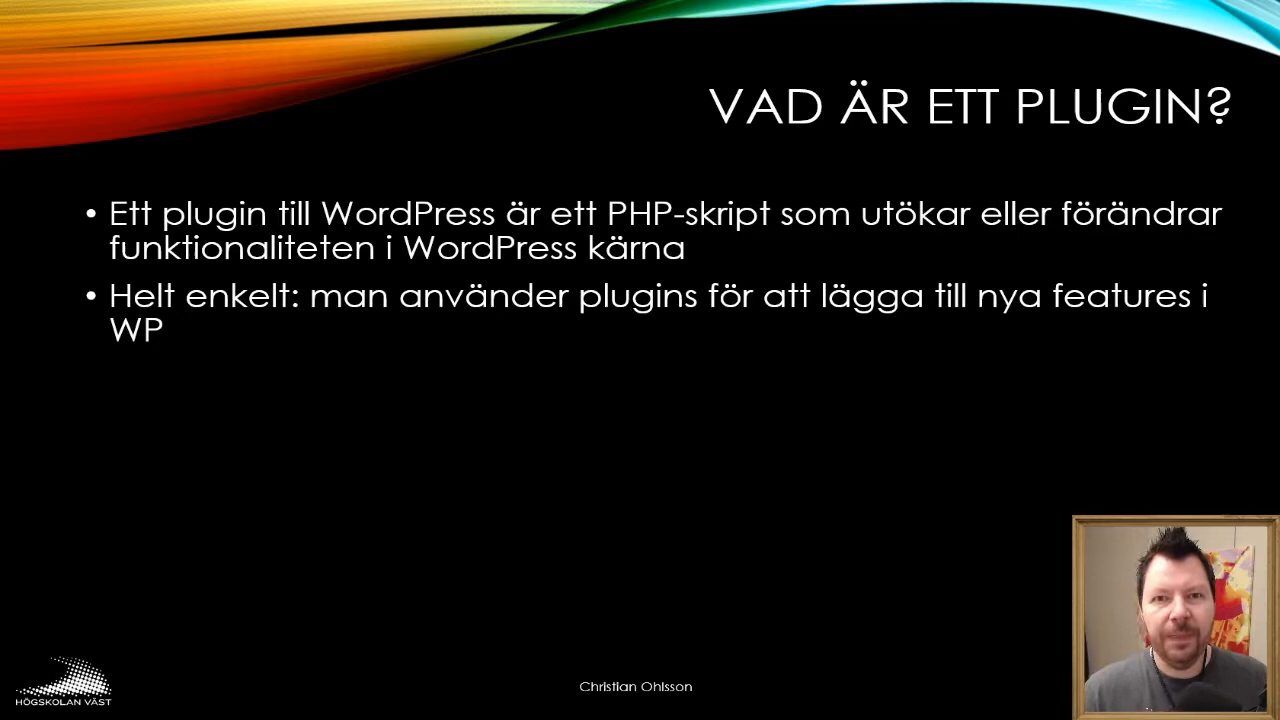 VAD ÄR ETT PLUGIN?
• Ett plugin till WordPress är ett PHP-skript som utökar eller förändrar
funktionaliteten i WordPress kärna
• Helt enkelt: man använder plugins för att lägga till nya features i
WP
Christian Ohlsson
HÖGSKOLAN VÄST